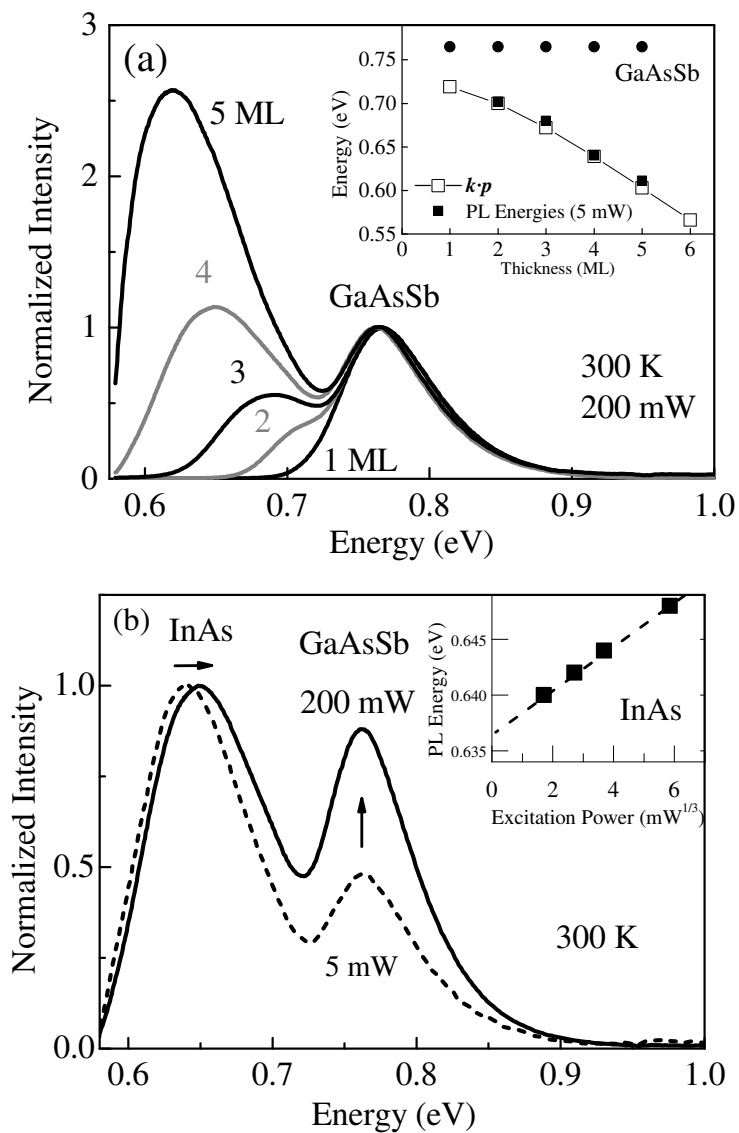 (a)
3
2
1
0
Normalized Intensity
5 ML
4
3
2
1 ML
GaAsSb
300 K
200 mW
0.6 0.7 0.8 0.9 1.0
Energy (eV)
0.75
0.70
0.65
0.60
0.55
Energy (eV)
GaAsSb
k·p
PL Energies (5 mW)
0 1 2 3 4 5 6
Thickness (ML)
(b)
InAs
GaAsSb
200 mW
5 mW
300 K
1.0
0.5
0.0
Normalized Intensity
0.6 0.7 0.8 0.9 1.0
Energy (eV)
0.645
0.640
0.635
PL Energy (eV)
InAs
0 2 4 6
Excitation Power (mW^1/3)